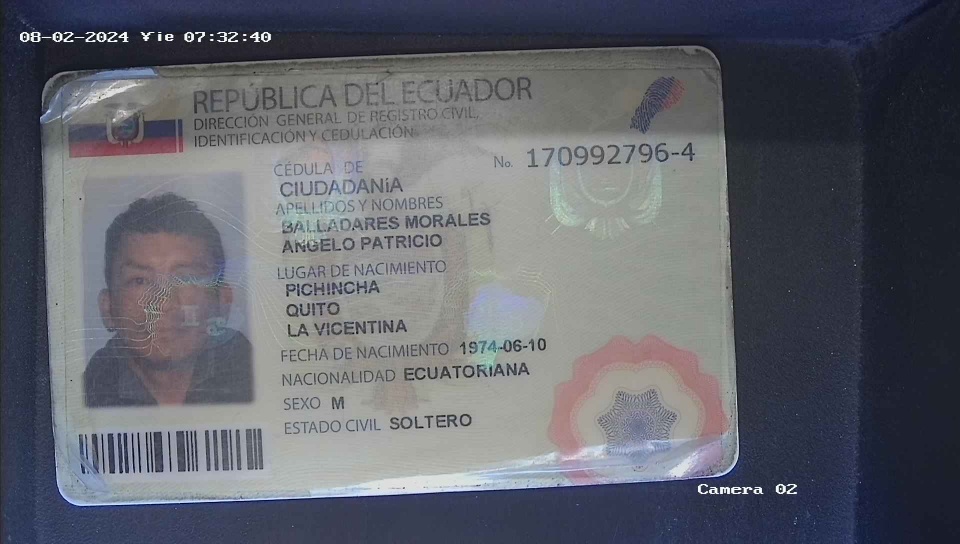 08-02-2024 Vie 07:32:40
REPÚBLICA DEL ECUADOR
DIRECCIÓN GENERAL DE REGISTRO CIVIL,
IDENTIFICACIÓN Y CEDULACIÓN
CÉDULA DE
No. 170992796-4
CIUDADANiA
APELLIDOS Y NOMBRES
BALLADARES MORALES
ANGELO PATRICIO
LUGAR DE NACIMIENTO
PICHINCHA
QUITO
LA VICENTINA
FECHA DE NACIMIENTO 1974-06-10
NACIONALIDAD ECUATORIANA
SEXO M
ESTADO CIVIL SOLTERO
Camera 02